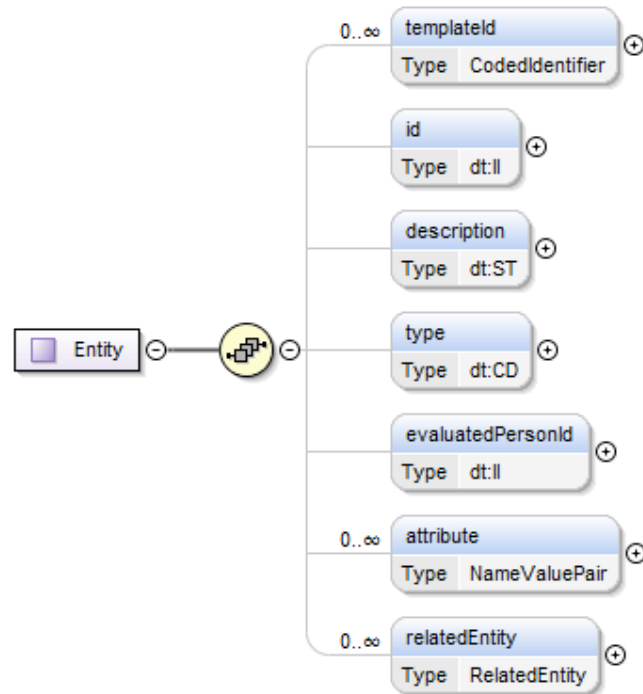 0..∞
templateId
Type CodedIdentifier
id
Type dt:II
description
Type dt:ST
Entity
type
Type dt:CD
evaluatedPersonId
Type dt:II
0..∞
attribute
Type NameValuePair
0..∞
relatedEntity
Type RelatedEntity